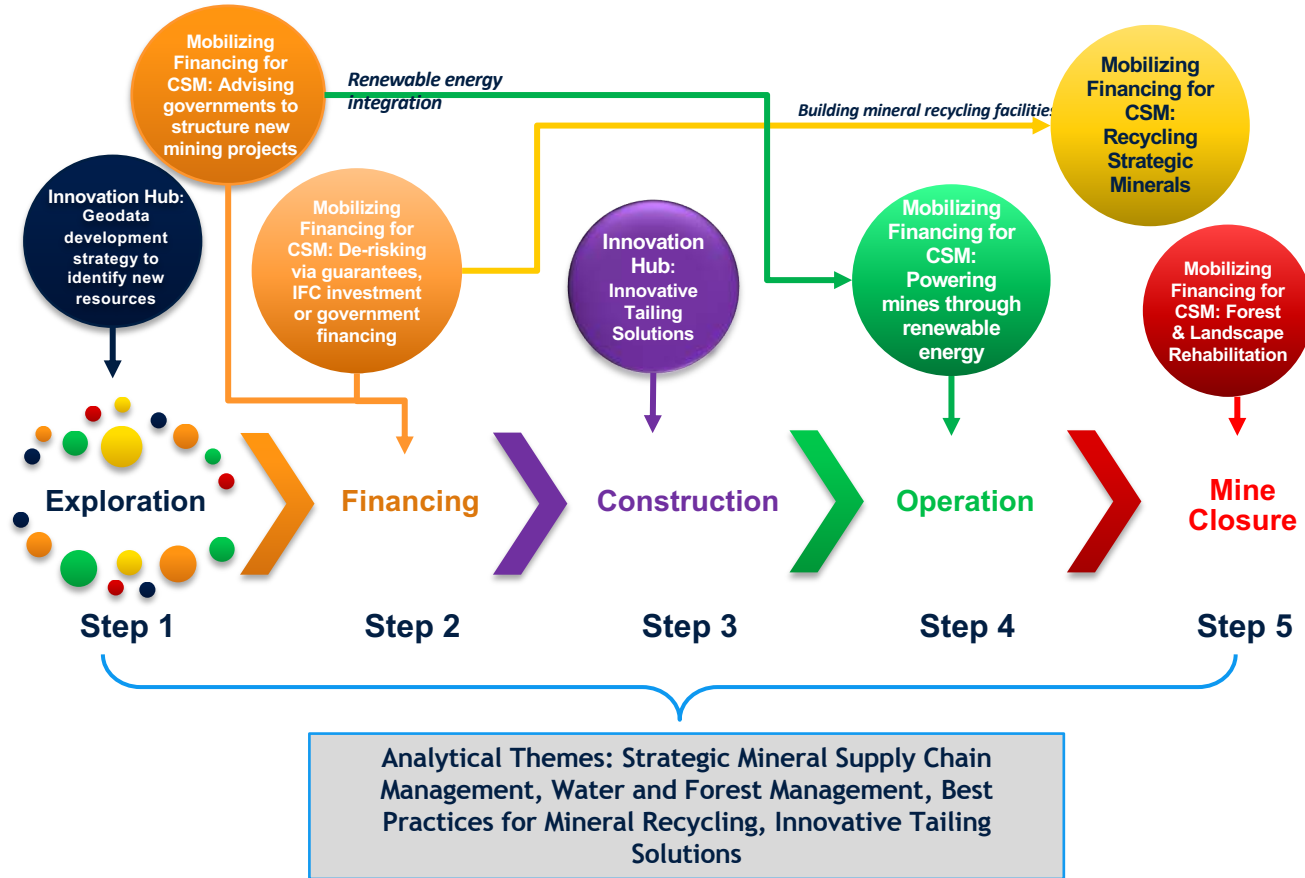 Mobilizing
Financing for
CSM: Advising
governments to
structure new
mining projects
Renewable energy
integration
Building mineral recycling facilities
Mobilizing
Financing for
CSM:
Recycling
Strategic
Minerals
Innovation Hub:
Geodata
development
strategy to
identify new
resources
Mobilizing
Financing for
CSM: De-risking
via guarantees,
IFC investment
or government
financing
Innovation
Hub:
Innovative
Tailing
Solutions
Mobilizing
Financing for
CSM:
Powering
mines through
renewable
energy
Mobilizing
Financing for
CSM: Forest
& Landscape
Rehabilitation
Exploration
Financing
Construction
Operation
Mine
Closure
Step 1
Step 2
Step 3
Step 4
Step 5
Analytical Themes: Strategic Mineral Supply Chain
Management, Water and Forest Management, Best
Practices for Mineral Recycling, Innovative Tailing
Solutions